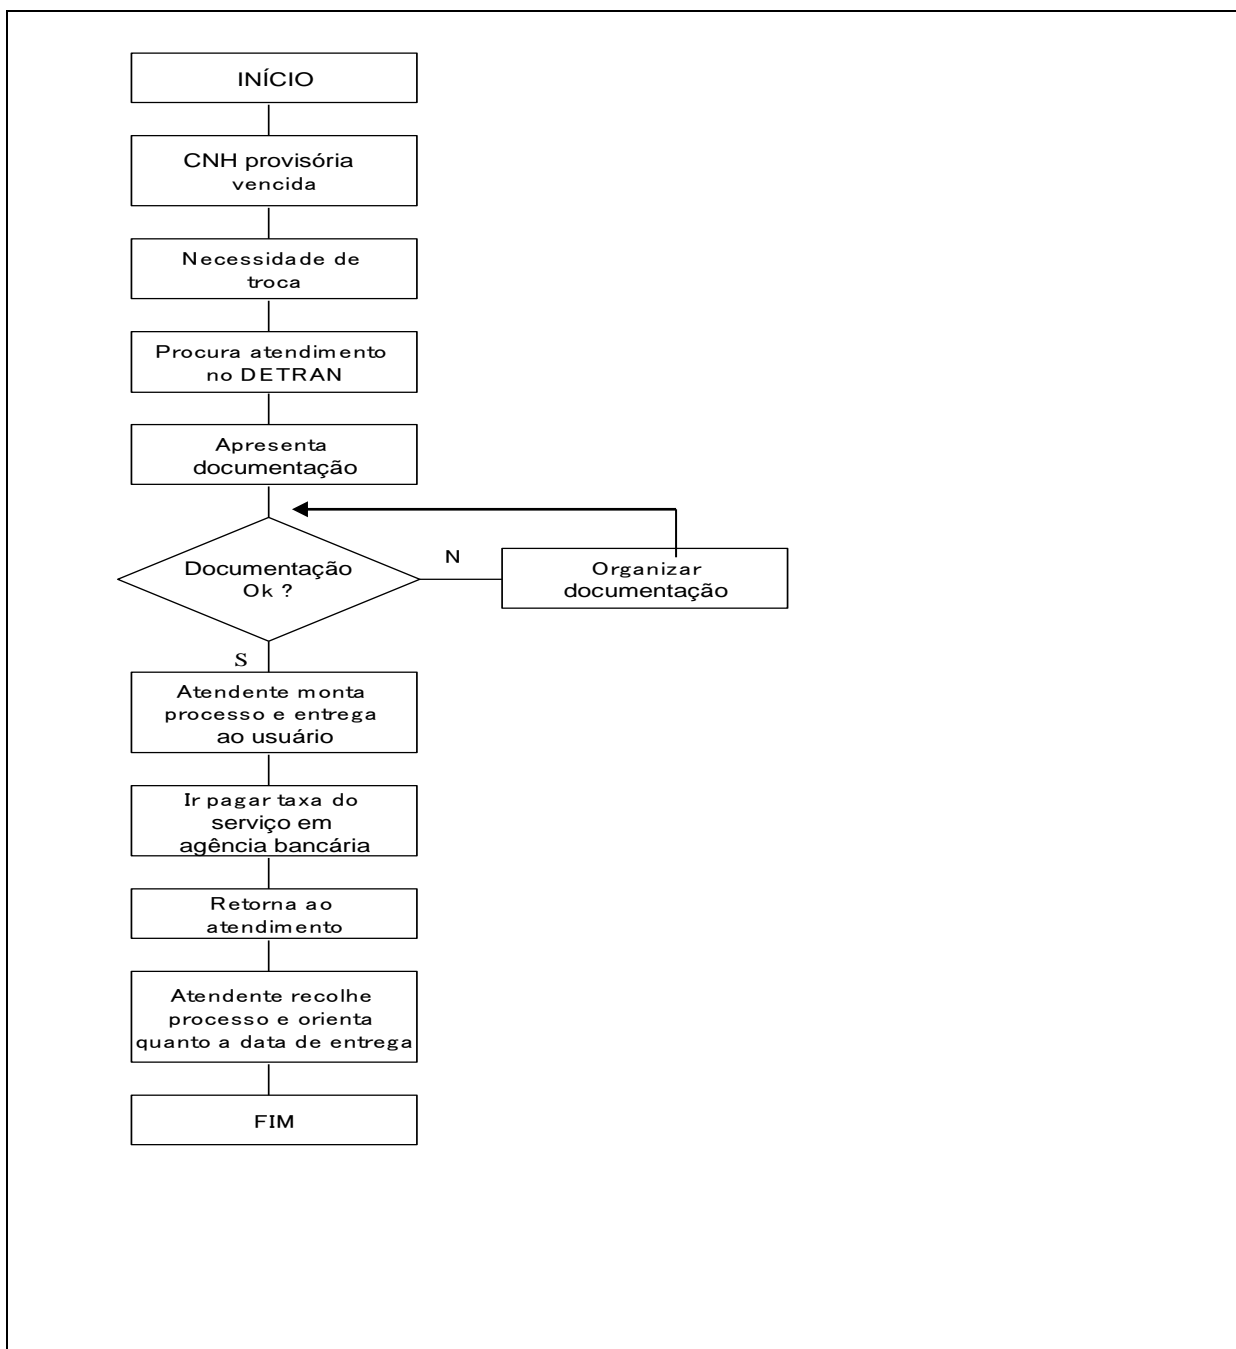 INÍCIO
CNH provisória
vencida
Necessidade de
troca
Procura atendimento
no DETRAN
Apresenta
documentação
Documentação
Ok ?
N
Organizar
documentação
S
Atendente monta
processo e entrega
ao usuário
Ir pagar taxa do
serviço em
agência bancária
Retorna ao
atendimento
Atendente recolhe
processo e orienta
quanto a data de entrega
FIM